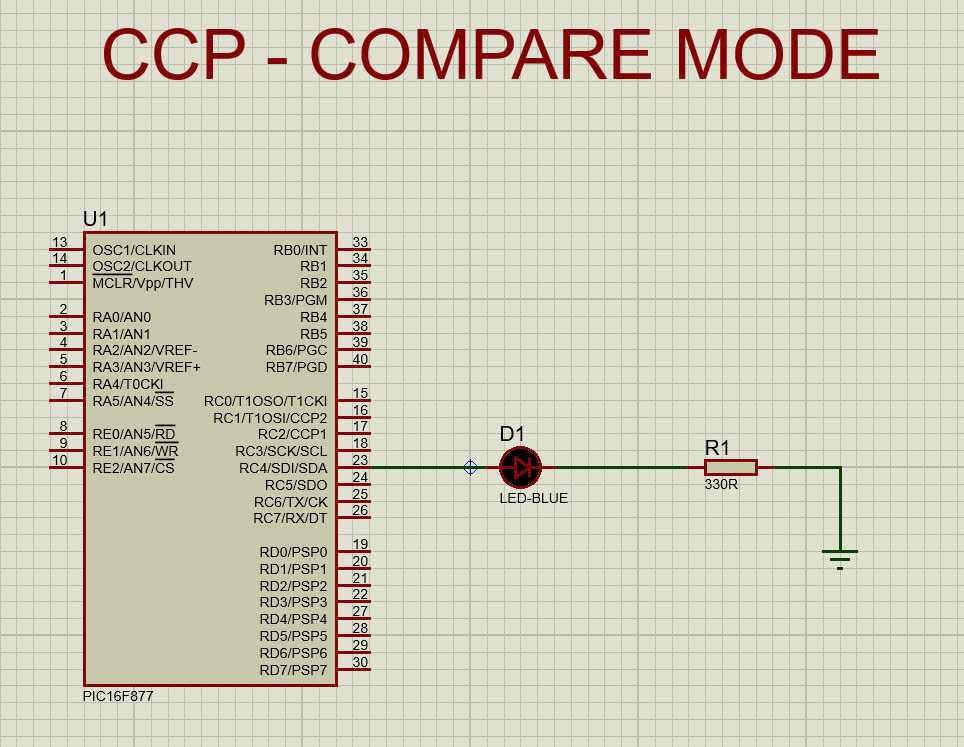 CCP - COMPARE MODE
U1
13 OSC1/CLKIN RB0/INT 33
14 OSC2/CLKOUT RB1 34
1 MCLR/Vpp/THV RB2 35
RB3/PGM 36
2 RA0/AN0 RB4 37
3 RA1/AN1 RB5 38
4 RA2/AN2/VREF- RB6/PGC 39
5 RA3/AN3/VREF+ RB7/PGD 40
6 RA4/T0CKI
7 RA5/AN4/SS RC0/T1OSO/T1CKI 15
RC1/T1OSI/CCP2 16
8 RE0/AN5/RD RC2/CCP1 17
9 RE1/AN6/WR RC3/SCK/SCL 18
10 RE2/AN7/CS RC4/SDI/SDA 23
RC5/SDO 24
RC6/TX/CK 25
RC7/RX/DT 26
RD0/PSP0 19
RD1/PSP1 20
RD2/PSP2 21
RD3/PSP3 22
RD4/PSP4 27
RD5/PSP5 28
RD6/PSP6 29
RD7/PSP7 30
PIC16F877
D1
LED-BLUE
R1
330R